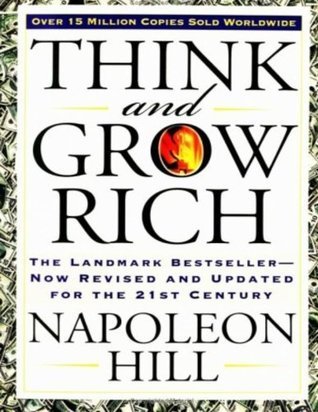 OVER 15 MILLION COPIES SOLD WORLDWIDE
THINK
and
GROW
RICH
THE LANDMARK BESTSELLER—
NOW REVISED AND UPDATED
FOR THE 21ST CENTURY
NAPOLEON
HILL